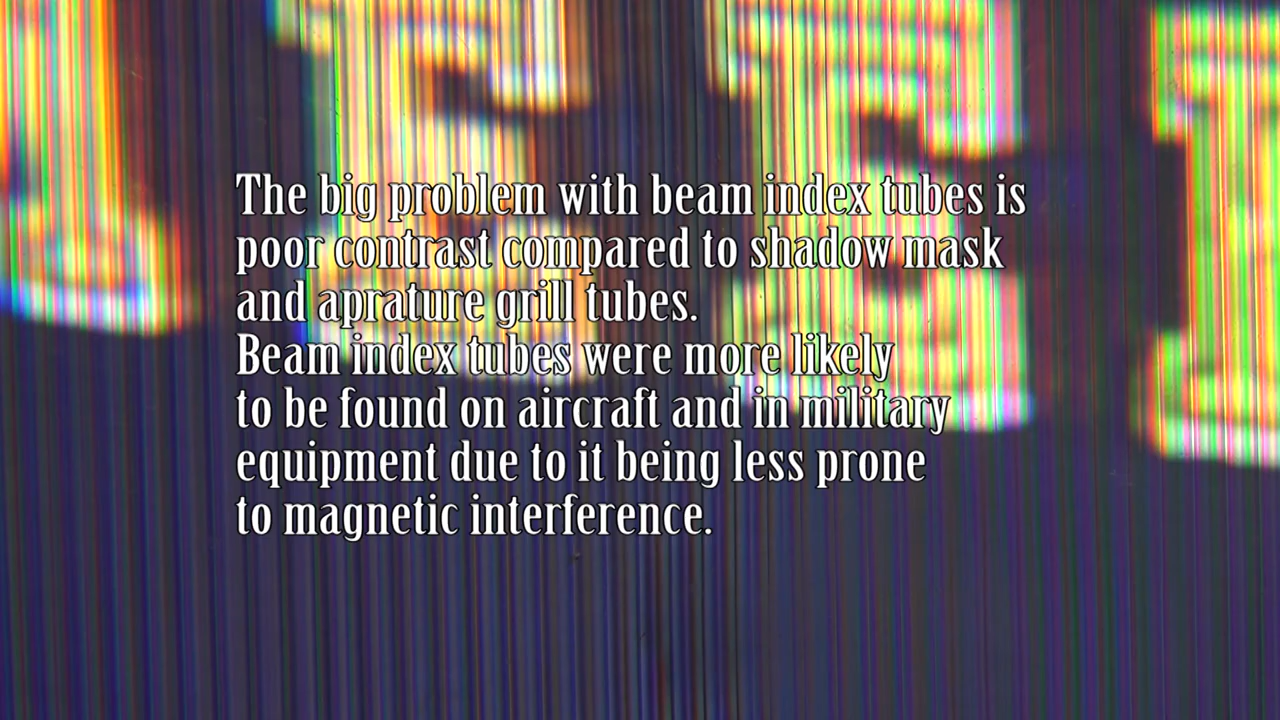 The big problem with beam index tubes is
poor contrast compared to shadow mask
and aprature grill tubes.
Beam index tubes were more likely
to be found on aircraft and in military
equipment due to it being less prone
to magnetic interference.